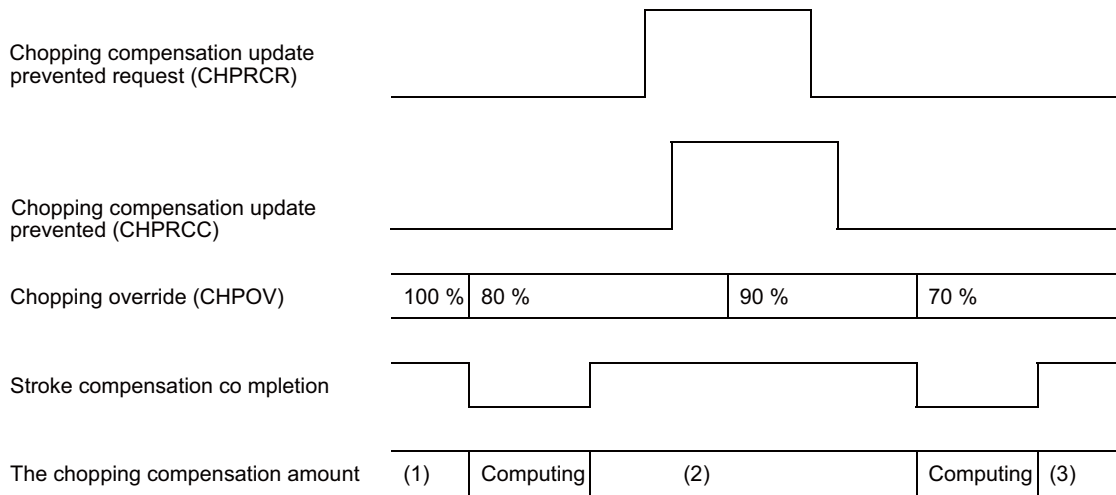 Chopping compensation update
prevented request (CHPRCR)
Chopping compensation update
prevented (CHPRCC)
Chopping override (CHPOV)
100 % 80 % 90 % 70 %
Stroke compensation co mpletion
The chopping compensation amount
(1) Computing (2) Computing (3)